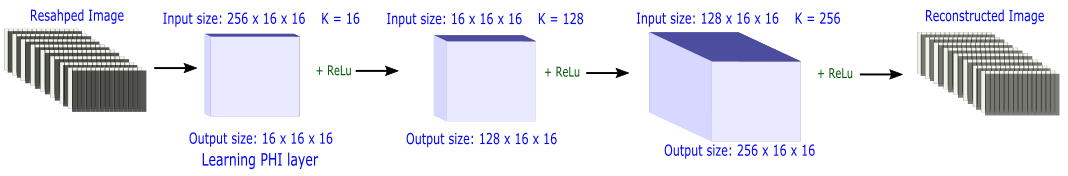 Resahped Image
Input size: 256 x 16 x 16 K = 16
Input size: 16 x 16 x 16 K = 128
Input size: 128 x 16 x 16 K = 256
Reconstructed Image
+ ReLu
+ ReLu
+ ReLu
Output size: 16 x 16 x 16
Output size: 128 x 16 x 16
Output size: 256 x 16 x 16
Learning PHI layer